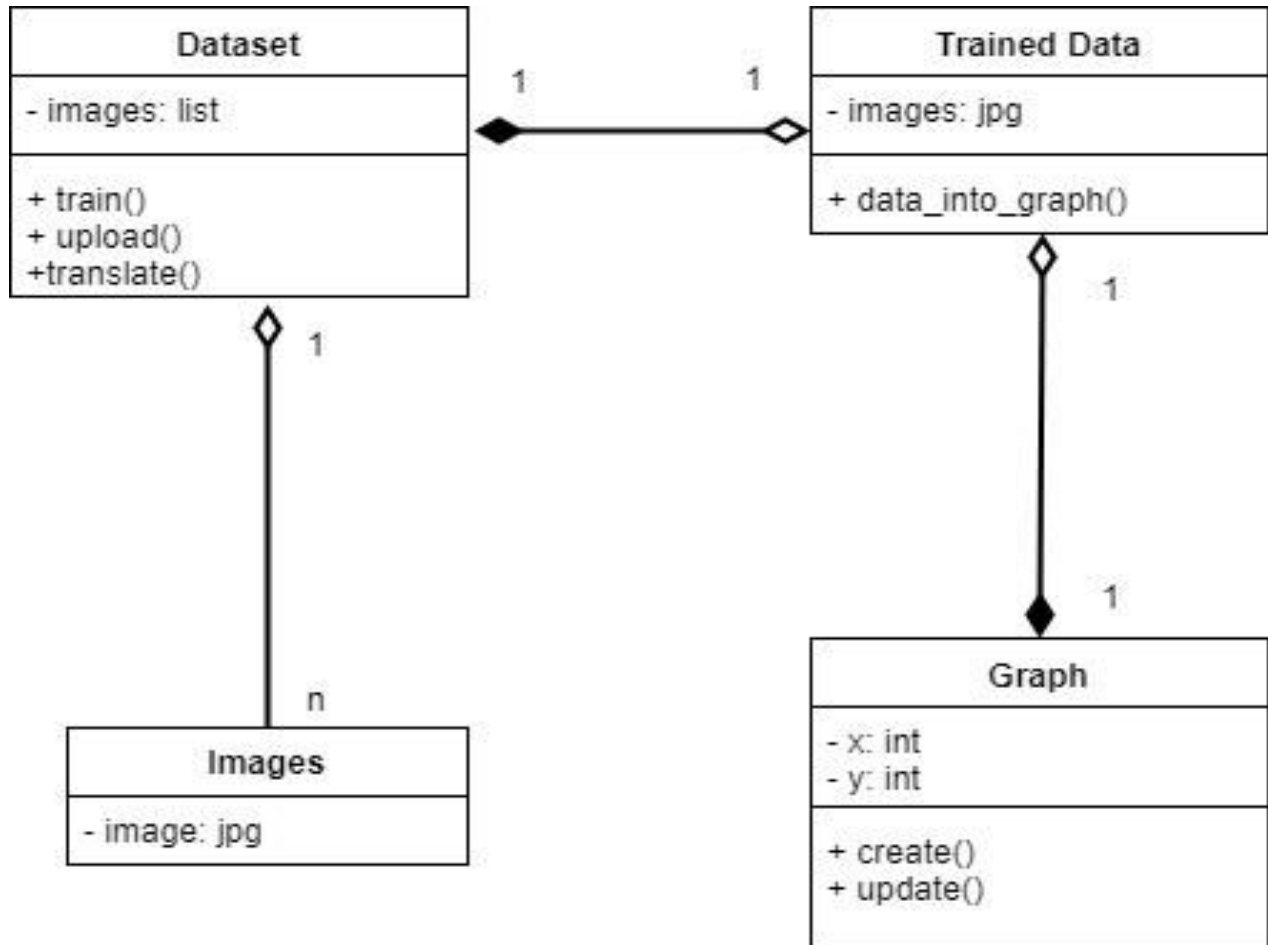 Dataset
- images: list
+ train()
+ upload()
+translate()
1
1
Trained Data
- images: jpg
+ data_into_graph()
1
n
Images
- image: jpg
1
1
Graph
- x: int
- y: int
+ create()
+ update()